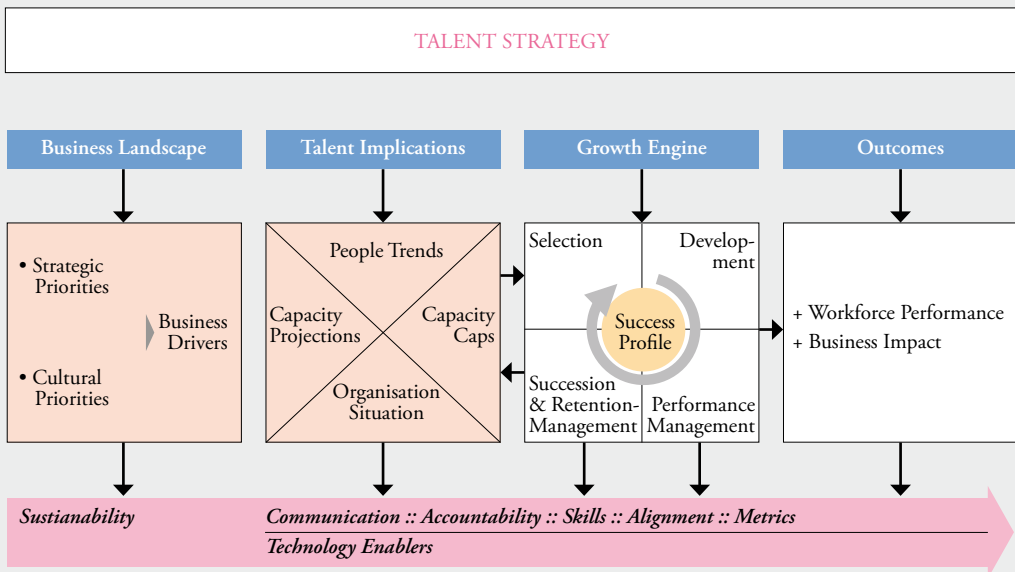 TALENT STRATEGY
Business Landscape
Talent Implications
Growth Engine
Outcomes
• Strategic
Priorities
Business
Drivers
• Cultural
Priorities
People Trends
Capacity
Projections
Capacity
Caps
Organisation
Situation
Selection
Develop-
ment
Success
Profile
Succession
& Retention-
Management
Performance
Management
+ Workforce Performance
+ Business Impact
Sustianability
Communication :: Accountability :: Skills :: Alignment :: Metrics
Technology Enablers